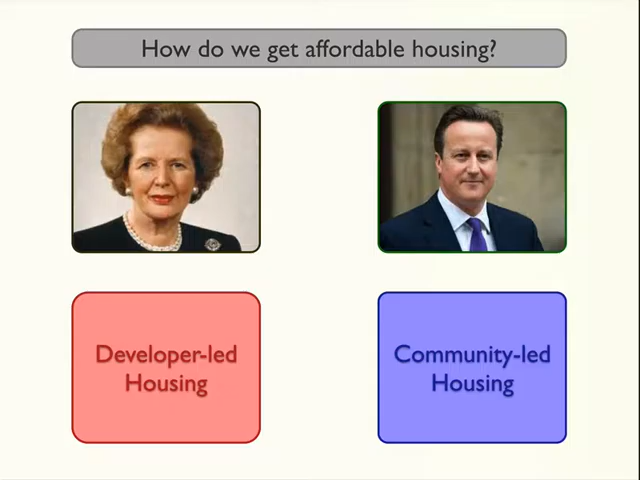 How do we get affordable housing?
Developer-led
Housing
Community-led
Housing